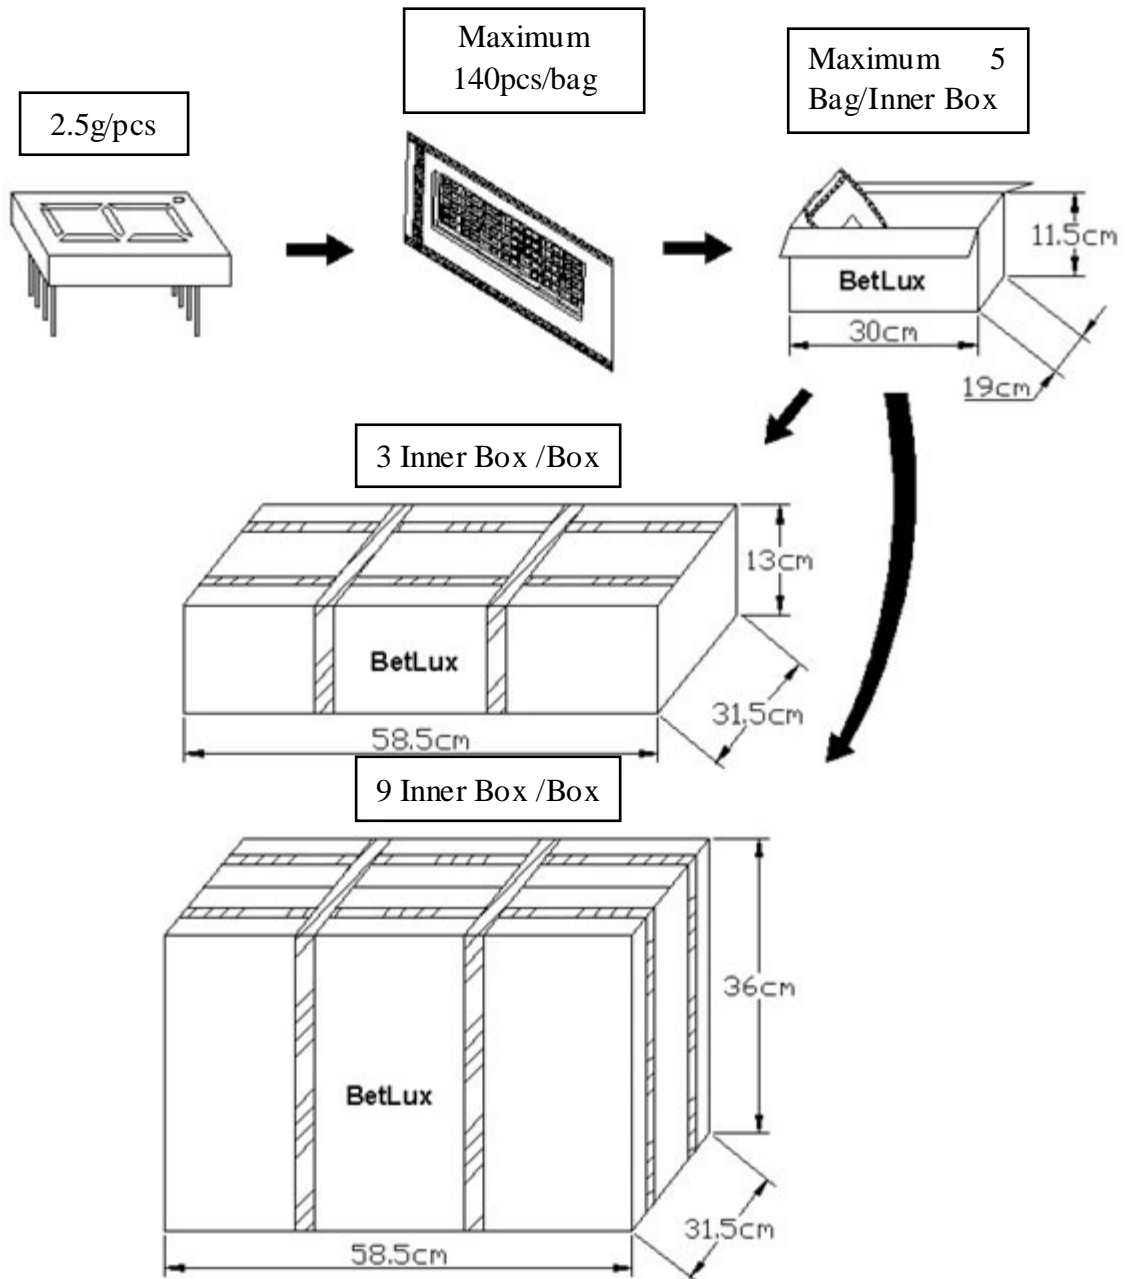 Maximum
140pcs/bag
Maximum 5
Bag/Inner Box
2.5g/pcs
11.5cm
BetLux
30cm
19cm
3 Inner Box /Box
13cm
BetLux
31.5cm
58.5cm
9 Inner Box /Box
36cm
BetLux
31.5cm
58.5cm